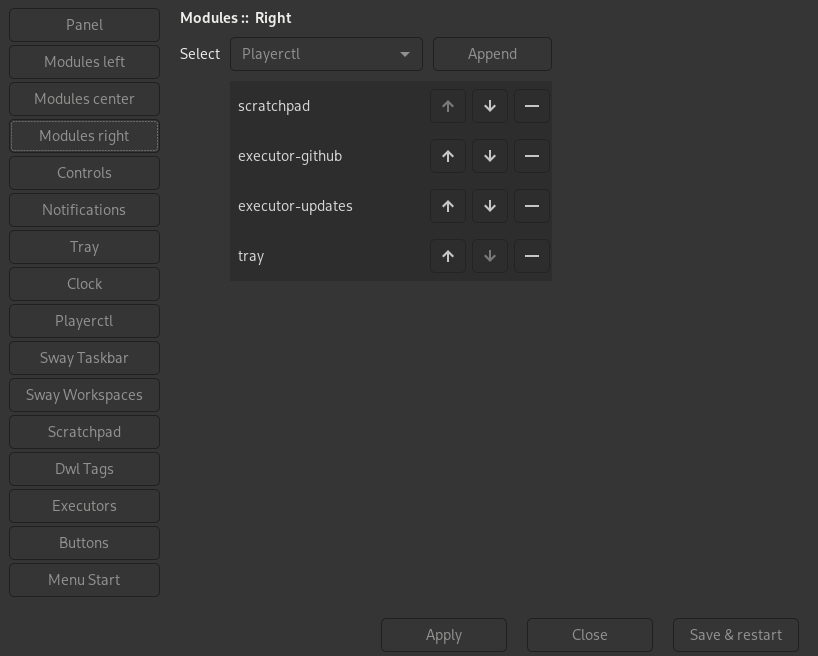 Panel
Modules left
Modules center
Modules right
Controls
Notifications
Tray
Clock
Playerctl
Sway Taskbar
Sway Workspaces
Scratchpad
Dwl Tags
Executors
Buttons
Menu Start
Modules :: Right
Select Playerctl Append
scratchpad
executor-github
executor-updates
tray
Apply Close Save & restart